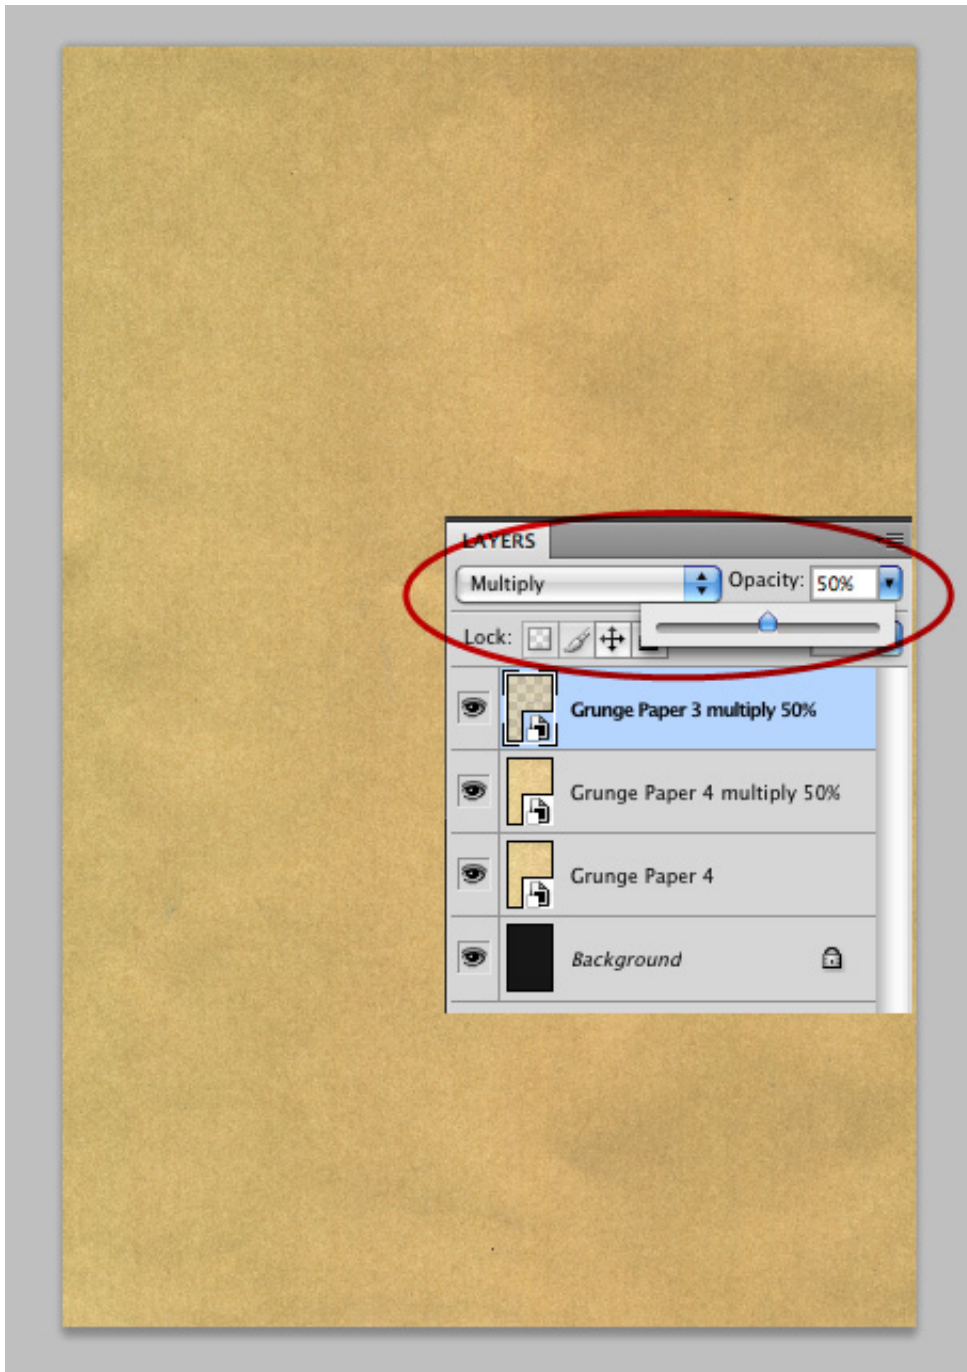 LAYERS
Multiply Opacity: 50%
Lock:
Grunge Paper 3 multiply 50%
Grunge Paper 4 multiply 50%
Grunge Paper 4
Background